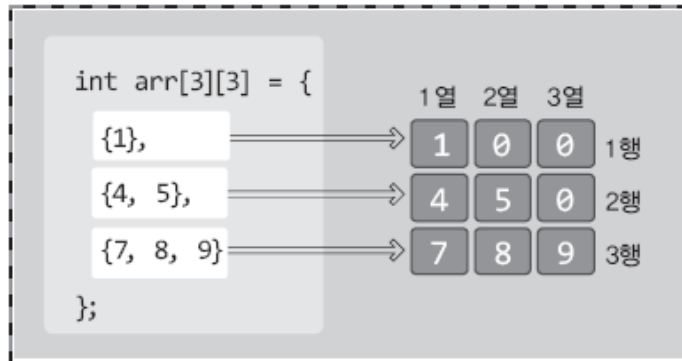 int arr[3][3] = {
{1},
{4, 5},
{7, 8, 9}
};
1열 2열 3열
1 0 0 1행
4 5 0 2행
7 8 9 3행